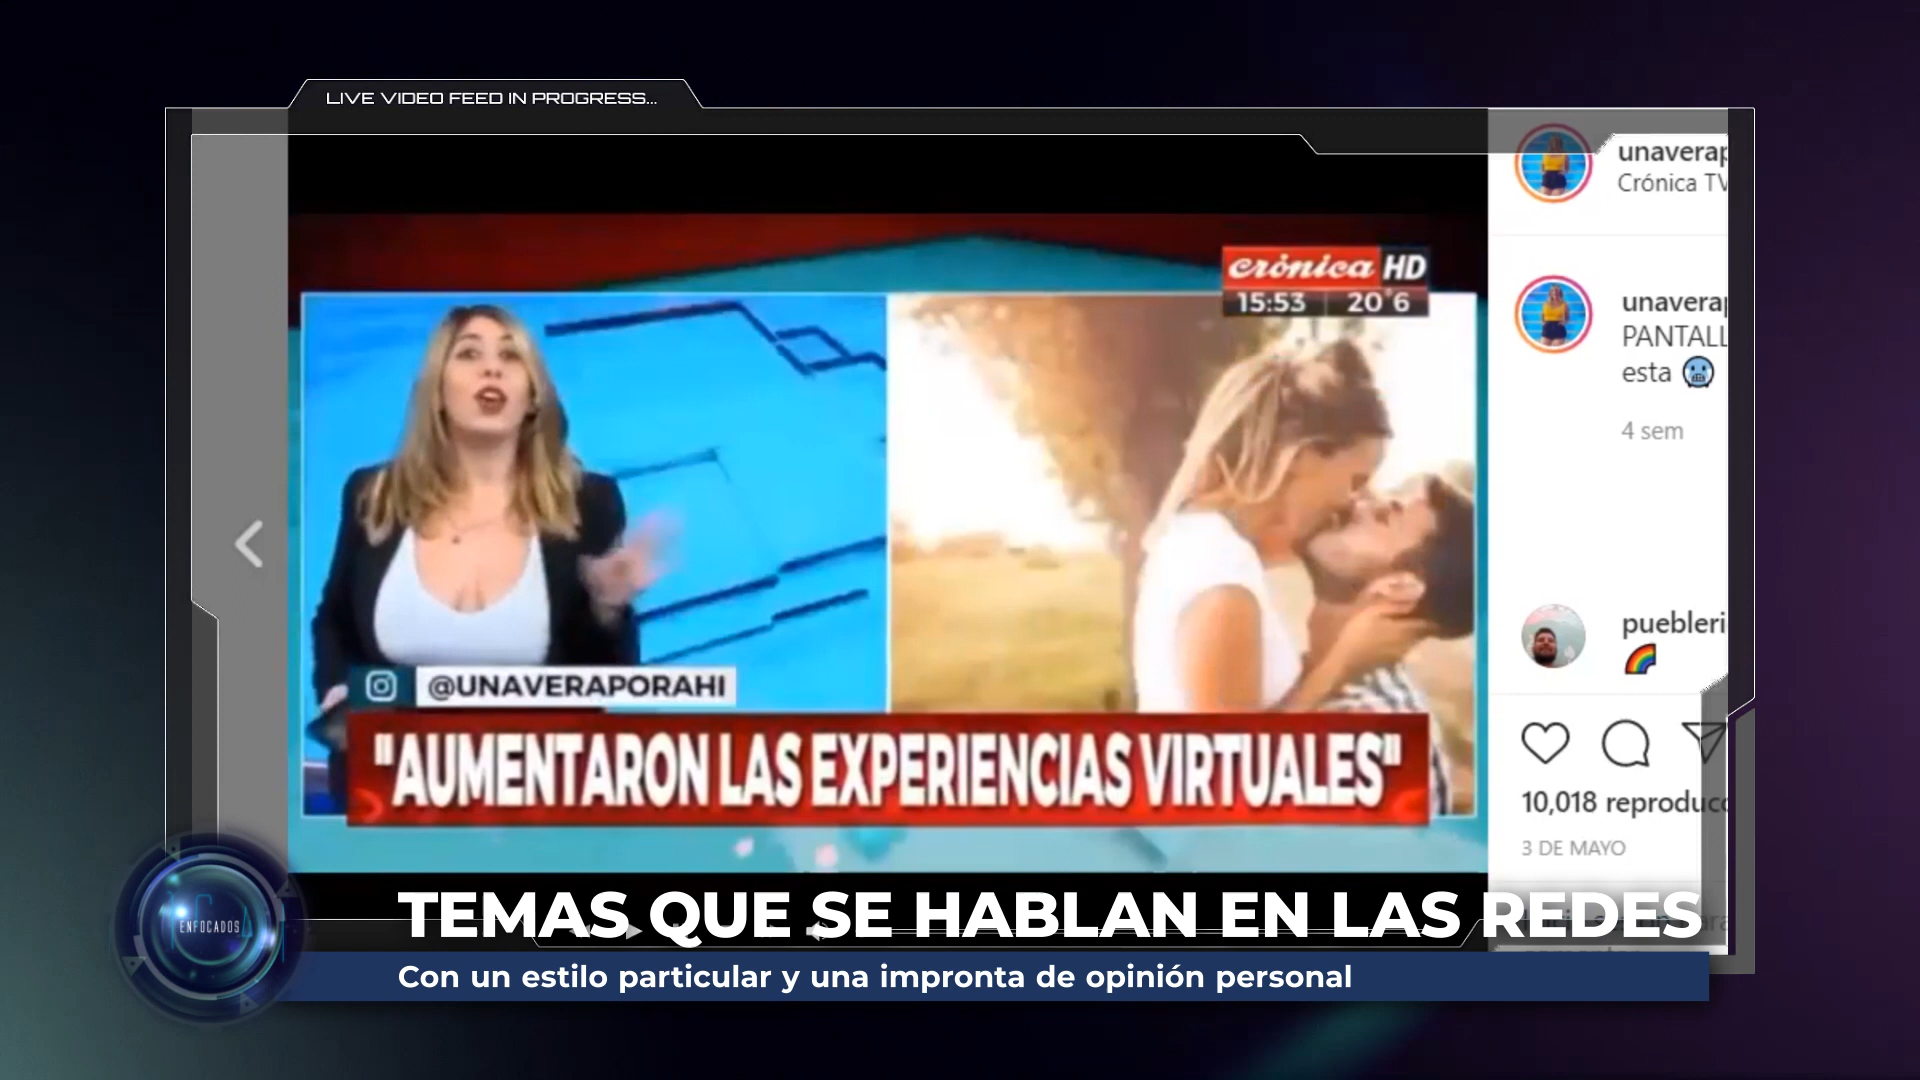 LIVE VIDEO FEED IN PROGRESS...
unaverap
Crónica TV
crónica HD
15:53 20°6
unaverap
PANTALL
esta
4 sem
puebleri
@UNAVERAPORAHI
"AUMENTARON LAS EXPERIENCIAS VIRTUALES"
10,018 reproducc
3 DE MAYO
TEMAS QUE SE HABLAN EN LAS REDES
ENFOCADOS
Con un estilo particular y una impronta de opinión personal